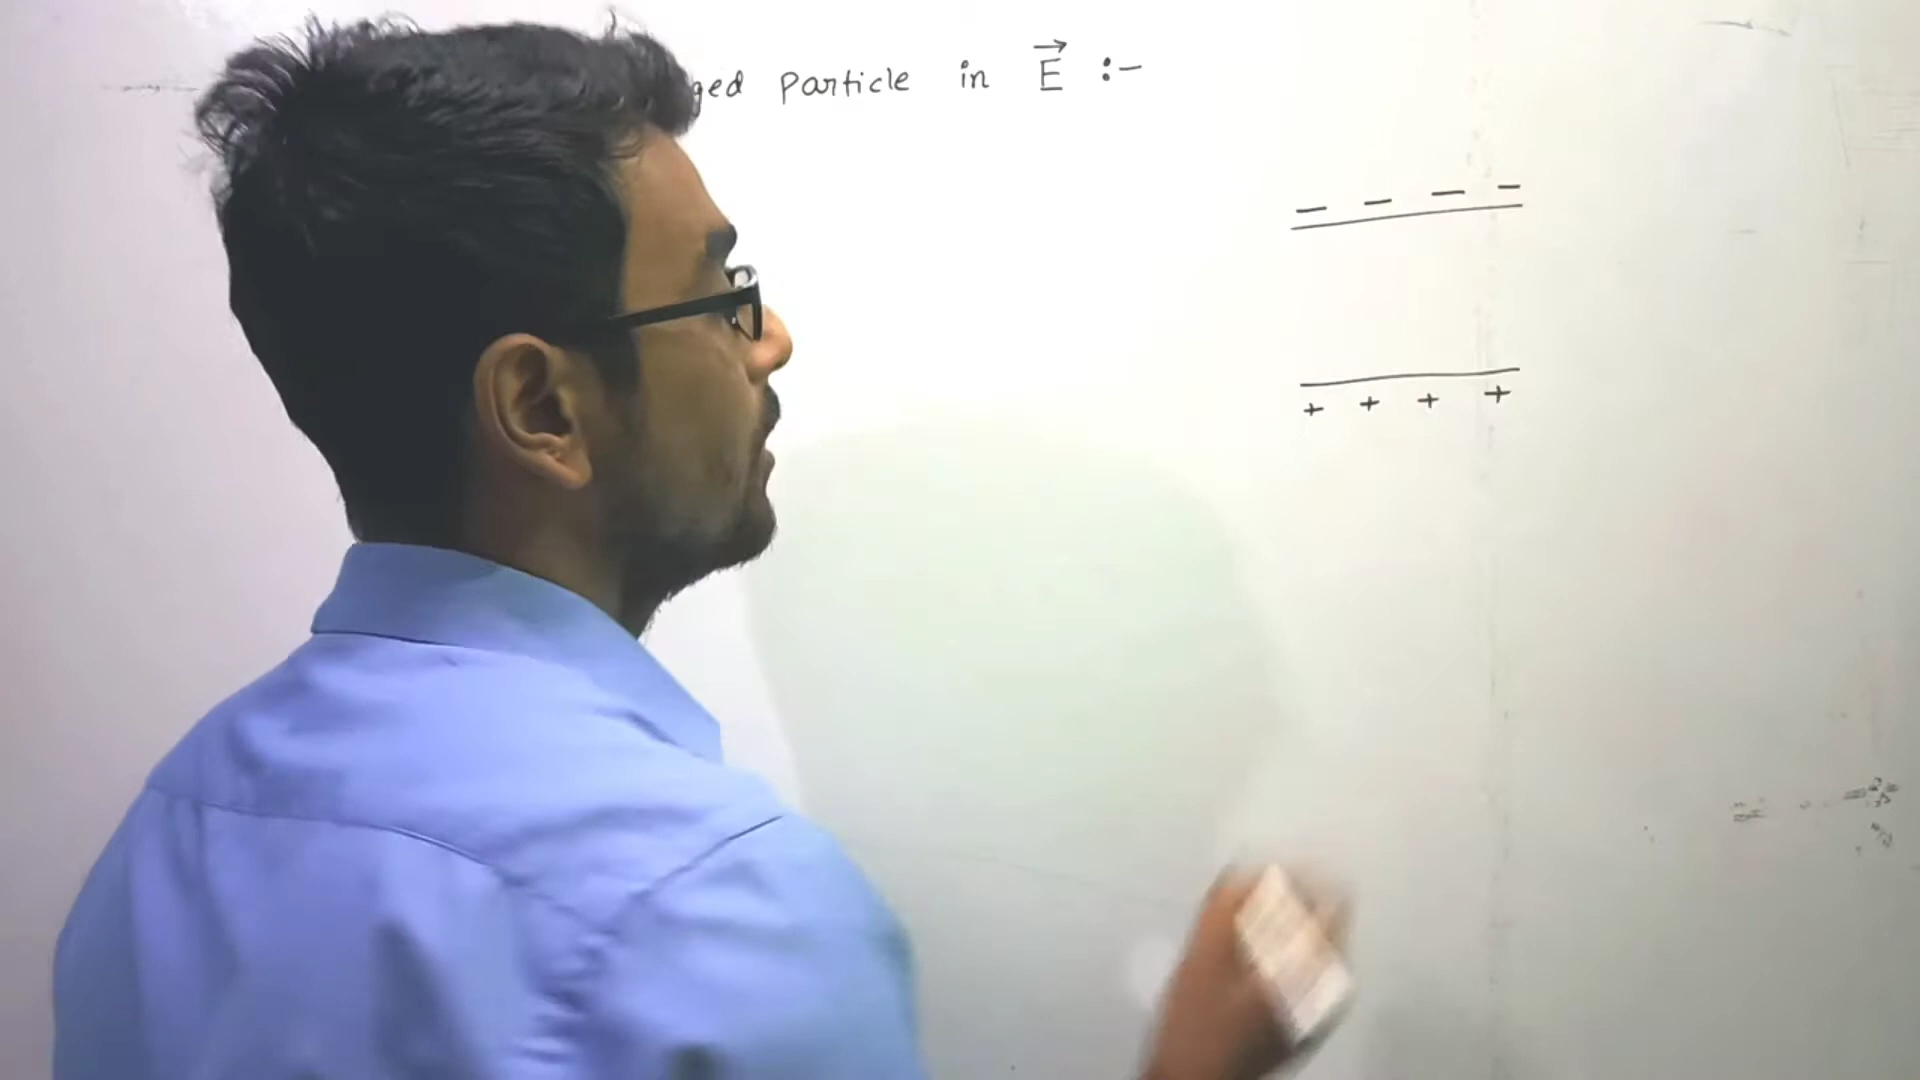 ged particle in E :-
- - - -
+ + + +